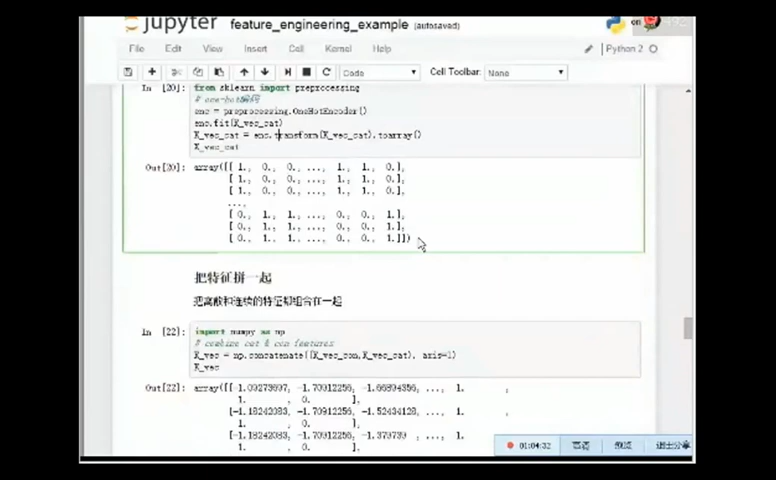 jupyter feature_engineering_example (autosaved)
File Edit View Insert Cell Kernel Help Python 2
Code Cell Toolbar: None
In [20]: from sklearn import preprocessing
# one-hot编码
enc = preprocessing.OneHotEncoder()
enc.fit(X_vec_cat)
X_vec_cat = enc.transform(X_vec_cat).toarray()
X_vec_cat
Out[20]: array([[ 1., 0., 0., ..., 1., 1., 0.],
[ 1., 0., 0., ..., 1., 1., 0.],
[ 1., 0., 0., ..., 1., 1., 0.],
...,
[ 0., 1., 1., ..., 0., 0., 1.],
[ 0., 1., 1., ..., 0., 0., 1.],
[ 0., 1., 1., ..., 0., 0., 1.]])
把特征拼一起
把离散和连续的特征都组合在一起
In [22]: import numpy as np
# combine cat & con features
X_vec = np.concatenate((X_vec_con,X_vec_cat), axis=1)
X_vec
Out[22]: array([[-1.09273697, -1.70912256, -1.66894356, ..., 1. ,
1. , 0. ],
[-1.18242083, -1.70912256, -1.52434128, ..., 1. ,
1. , 0. ],
[-1.18242083, -1.70912256, -1.379739 , ..., 1.
1. , 0. ],
01:04:32 退出分享